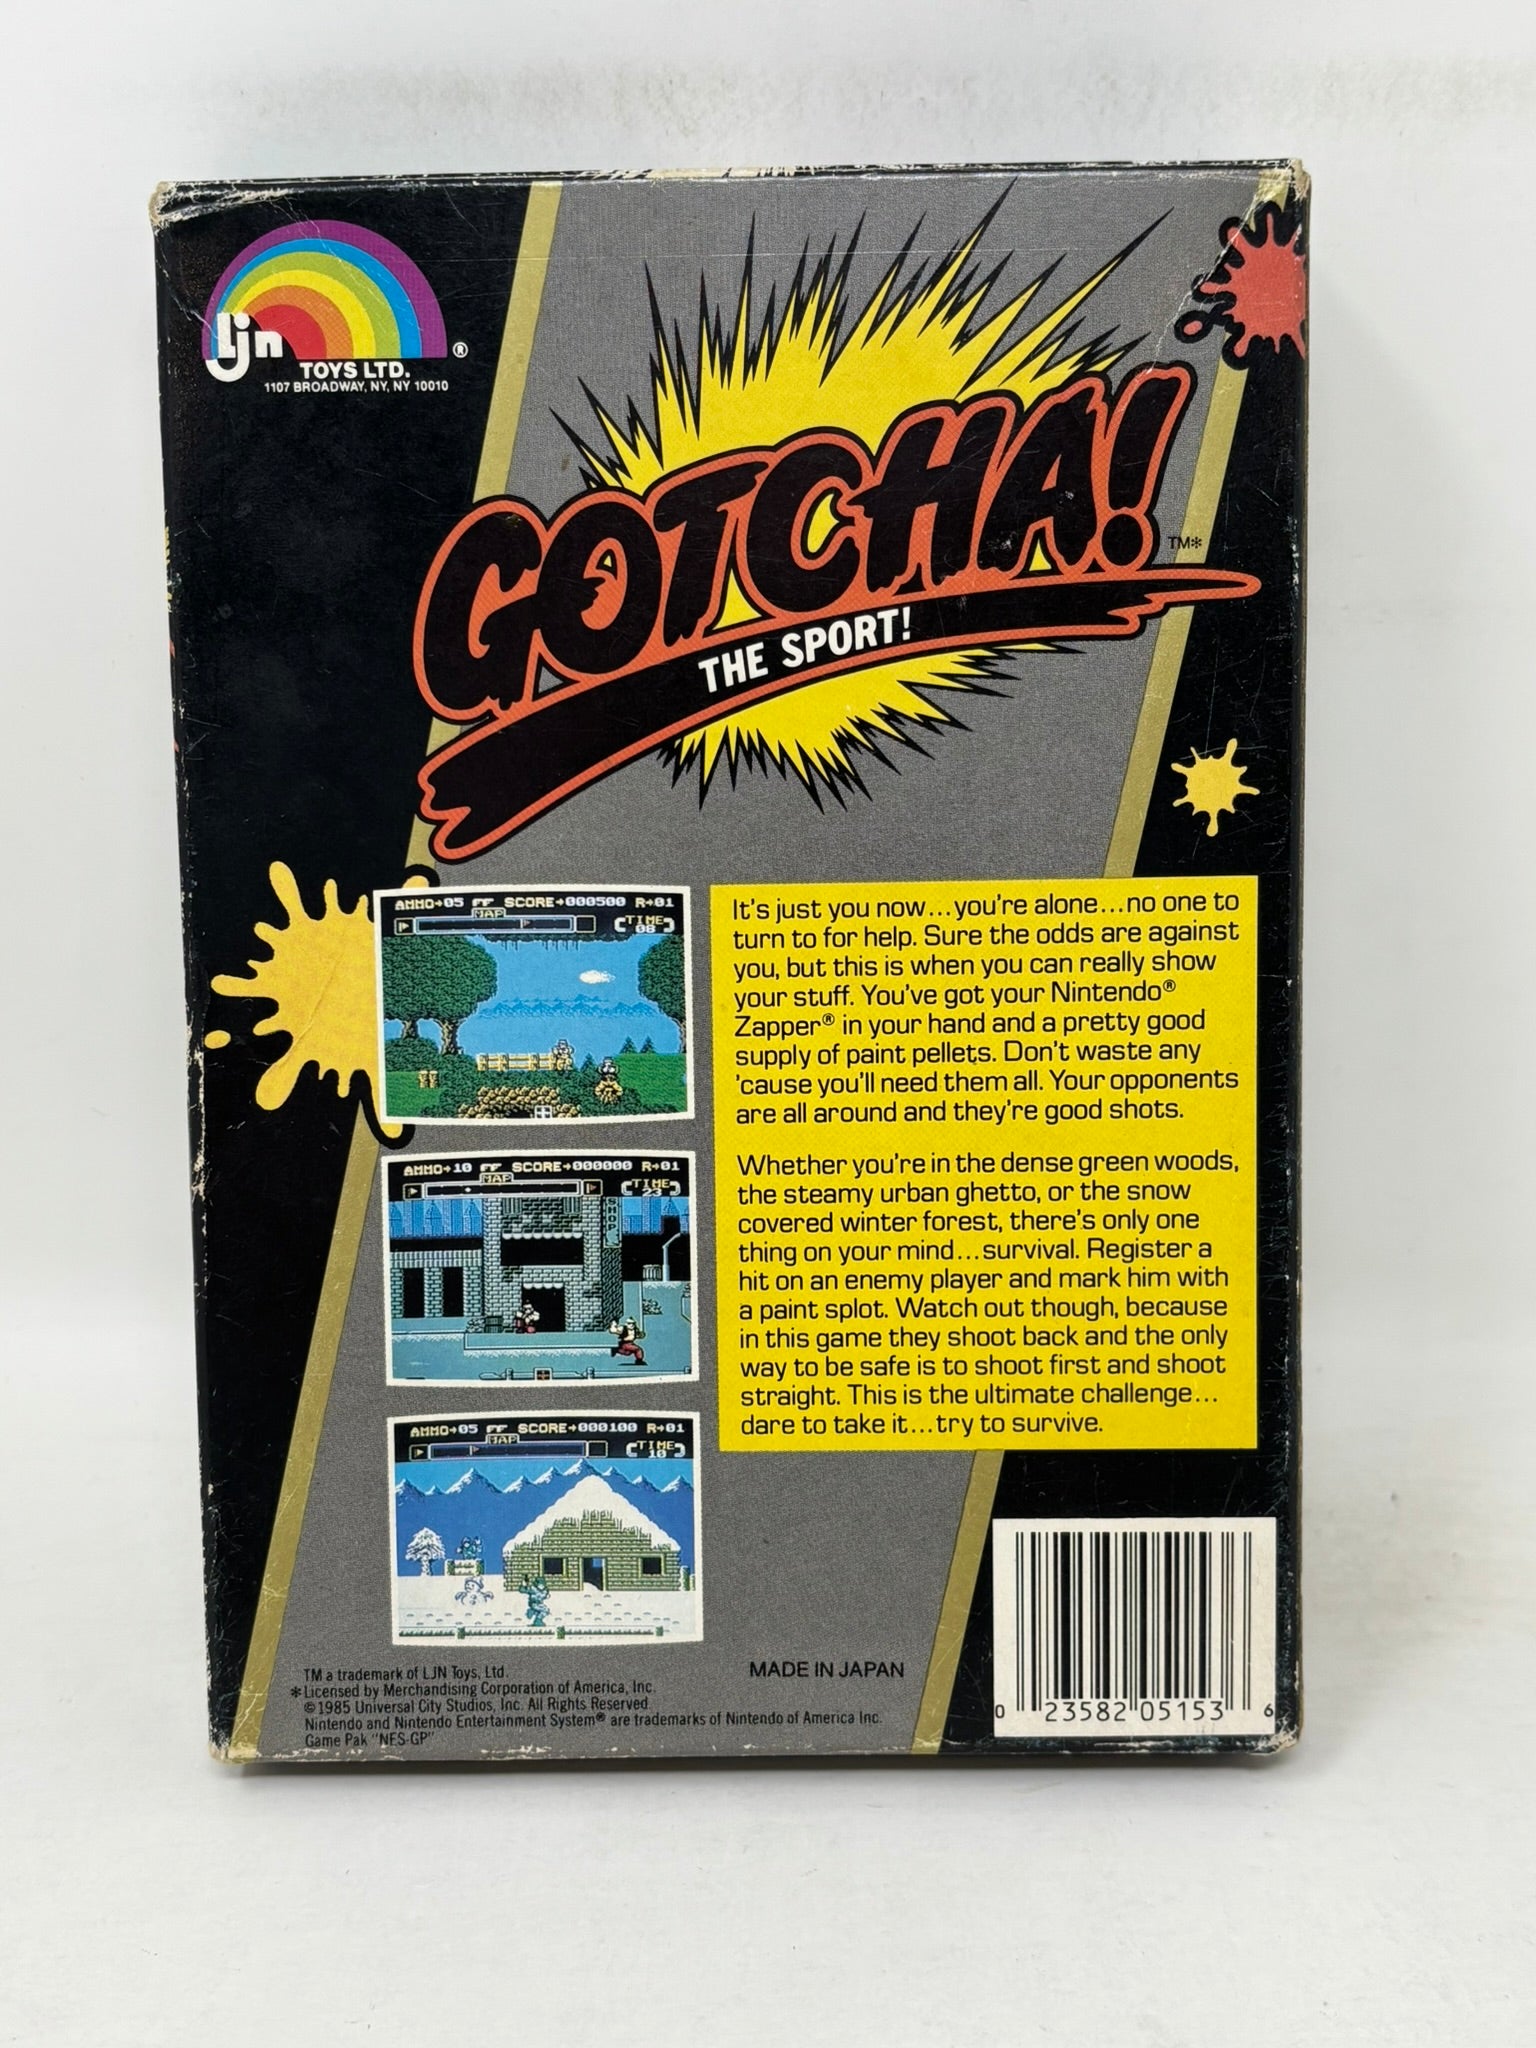 Ljn
TOYS LTD. ®
1107 BROADWAY, NY, NY 10010
GOTCHA!
TM*
THE SPORT!
AMMO→05 FF SCORE→000500 R→01
MAP
TIME
08
It's just you now...you're alone...no one to
turn to for help. Sure the odds are against
you, but this is when you can really show
your stuff. You've got your Nintendo®
Zapper® in your hand and a pretty good
supply of paint pellets. Don't waste any
'cause you'll need them all. Your opponents
are all around and they're good shots.
AMMO→10 FF SCORE→000000 R→01
MAP
TIME
23
SHOP
Whether you're in the dense green woods,
the steamy urban ghetto, or the snow
covered winter forest, there's only one
thing on your mind...survival. Register a
hit on an enemy player and mark him with
a paint splot. Watch out though, because
in this game they shoot back and the only
way to be safe is to shoot first and shoot
straight. This is the ultimate challenge...
dare to take it...try to survive.
AMMO→05 FF SCORE→000100 R→01
MAP
TIME
10
TM a trademark of LJN Toys, Ltd.
*Licensed by Merchandising Corporation of America, Inc.
©1985 Universal City Studios, Inc. All Rights Reserved.
Nintendo and Nintendo Entertainment System® are trademarks of Nintendo of America Inc.
Game Pak "NES-GP"
MADE IN JAPAN
0 23582 05153 6